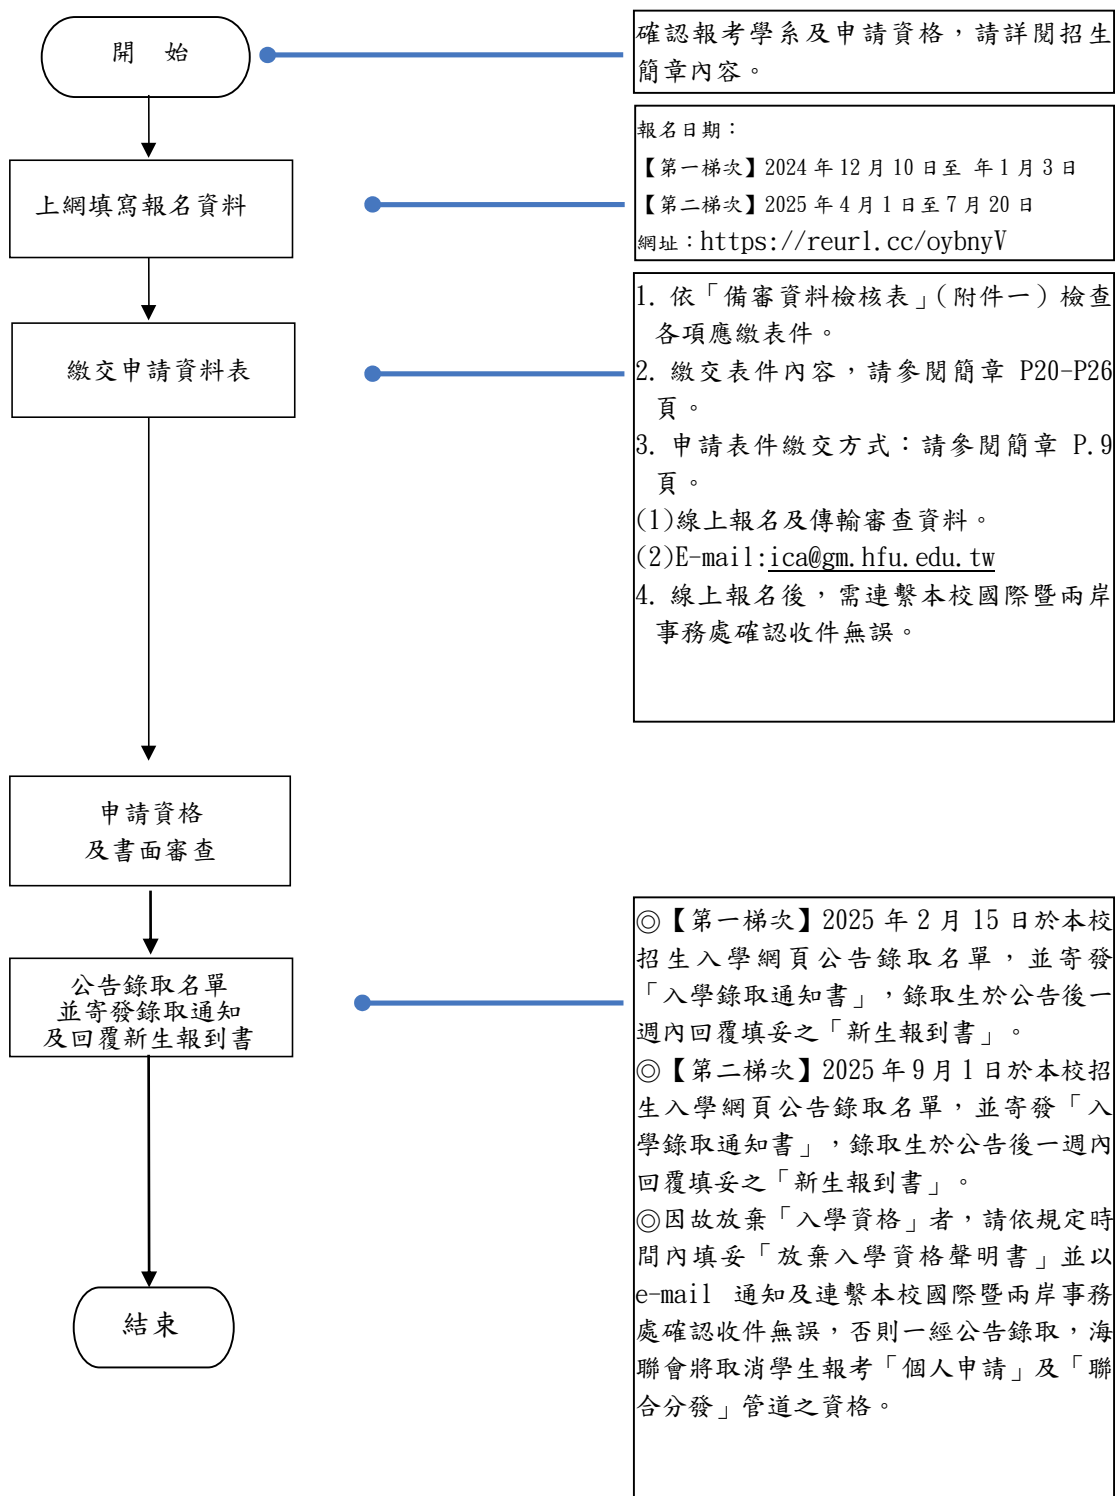 開　始
確認報考學系及申請資格，請詳閱招生
簡章內容。
上網填寫報名資料
報名日期：
【第一梯次】2024 年 12 月 10 日至 年 1 月 3 日
【第二梯次】2025 年 4 月 1 日至 7 月 20 日
網址：https://reurl.cc/oybnyV
繳交申請資料表
1. 依「備審資料檢核表」（附件一）檢查
各項應繳表件。
2. 繳交表件內容，請參閱簡章 P20-P26
頁。
3. 申請表件繳交方式：請參閱簡章 P.9
頁。
(1)線上報名及傳輸審查資料。
(2)E-mail:ica@gm.hfu.edu.tw
4. 線上報名後，需連繫本校國際暨兩岸
事務處確認收件無誤。
申請資格
及書面審查
公告錄取名單
並寄發錄取通知
及回覆新生報到書
◎【第一梯次】2025 年 2 月 15 日於本校
招生入學網頁公告錄取名單，並寄發
「入學錄取通知書」，錄取生於公告後一
週內回覆填妥之「新生報到書」。
◎【第二梯次】2025 年 9 月 1 日於本校招
生入學網頁公告錄取名單，並寄發「入
學錄取通知書」，錄取生於公告後一週內
回覆填妥之「新生報到書」。
◎因故放棄「入學資格」者，請依規定時
間內填妥「放棄入學資格聲明書」並以
e-mail 通知及連繫本校國際暨兩岸事務
處確認收件無誤，否則一經公告錄取，海
聯會將取消學生報考「個人申請」及「聯
合分發」管道之資格。
結束